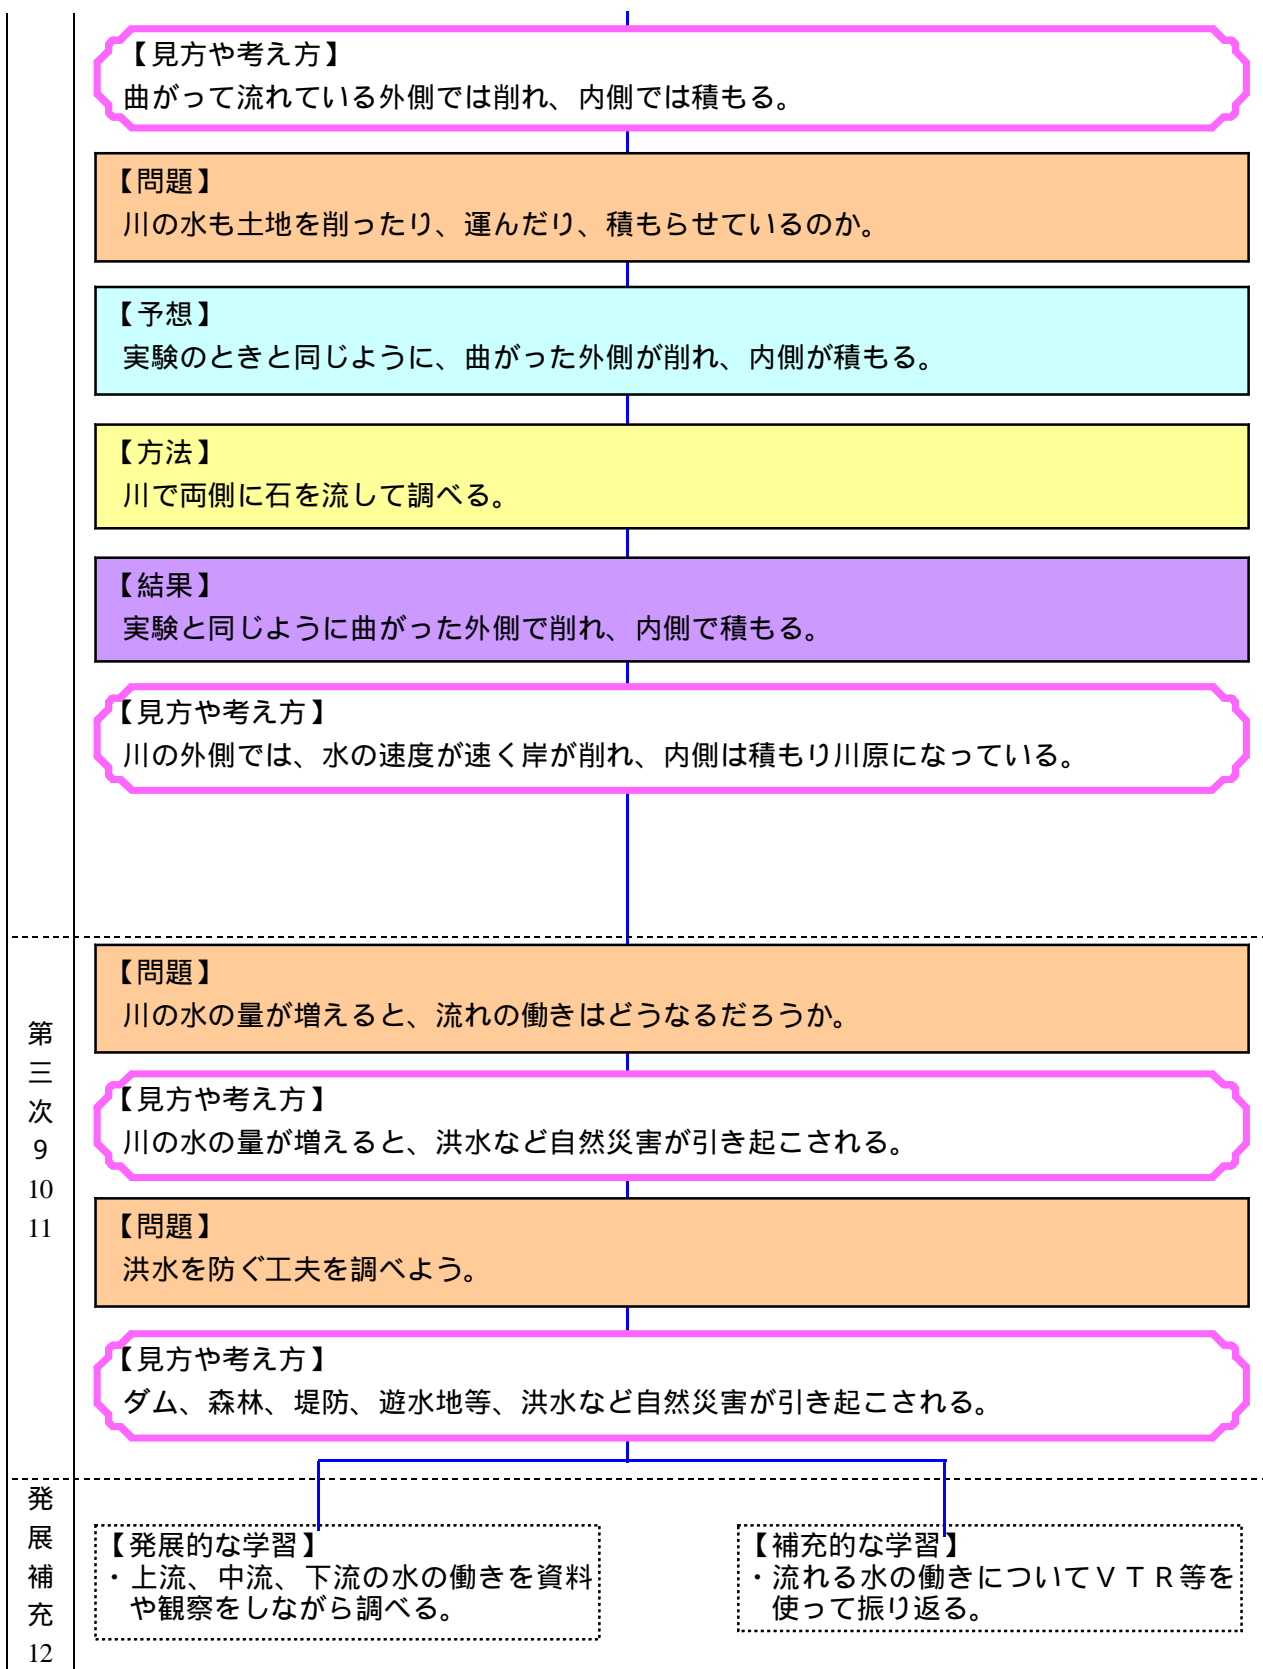 【見方や考え方】
曲がって流れている外側では削れ、内側では積もる。
【問題】
川の水も土地を削ったり、運んだり、積もらせているのか。
【予想】
実験のときと同じように、曲がった外側が削れ、内側が積もる。
【方法】
川で両側に石を流して調べる。
【結果】
実験と同じように曲がった外側で削れ、内側で積もる。
【見方や考え方】
川の外側では、水の速度が速く岸が削れ、内側は積もり川原になっている。
第
三
次
9
10
11
【問題】
川の水の量が増えると、流れの働きはどうなるだろうか。
【見方や考え方】
川の水の量が増えると、洪水など自然災害が引き起こされる。
【問題】
洪水を防ぐ工夫を調べよう。
【見方や考え方】
ダム、森林、堤防、遊水地等、洪水など自然災害が引き起こされる。
発
展
補
充
12
【発展的な学習】
・上流、中流、下流の水の働きを資料
や観察をしながら調べる。
【補充的な学習】
・流れる水の働きについてＶＴＲ等を
使って振り返る。